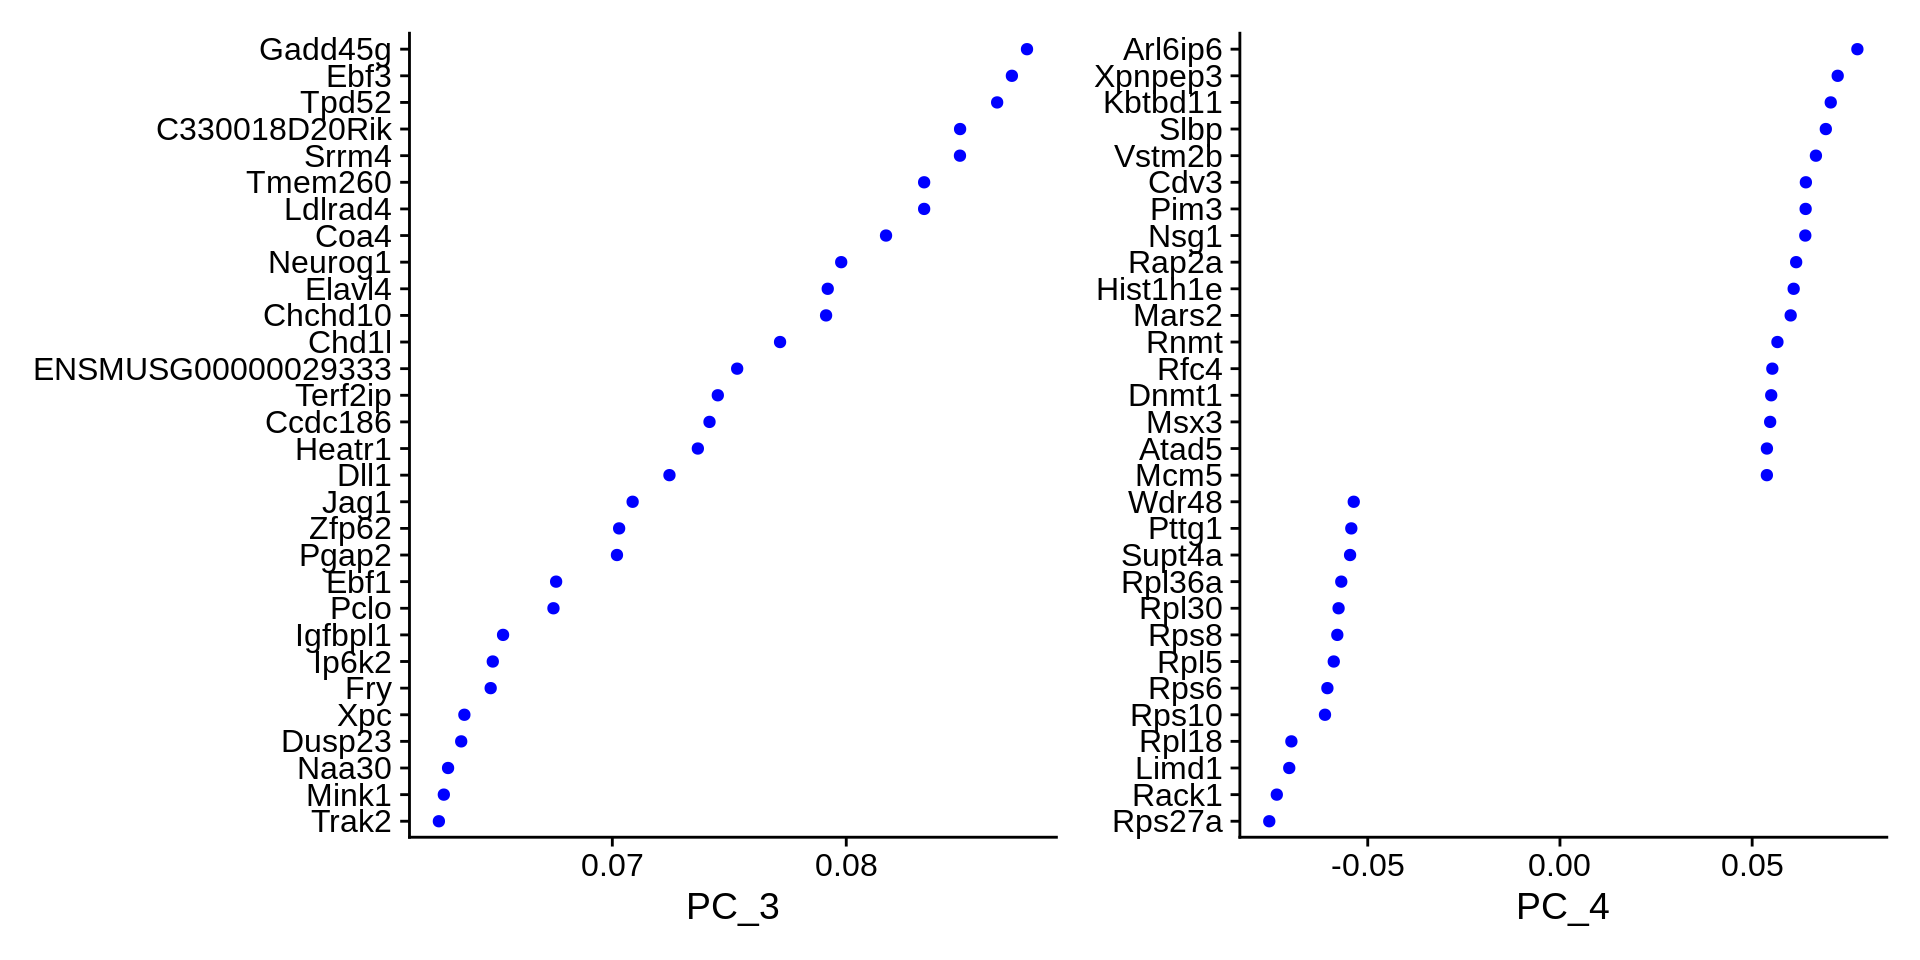 Gadd45g
Ebf3
Tpd52
C330018D20Rik
Srrm4
Tmem260
Ldlrad4
Coa4
Neurog1
Elavl4
Chchd10
Chd1l
ENSMUSG00000029333
Terf2ip
Ccdc186
Heatr1
Dll1
Jag1
Zfp62
Pgap2
Ebf1
Pclo
Igfbpl1
Ip6k2
Fry
Xpc
Dusp23
Naa30
Mink1
Trak2
0.07 0.08
PC_3
Arl6ip6
Xpnpep3
Kbtbd11
Slbp
Vstm2b
Cdv3
Pim3
Nsg1
Rap2a
Hist1h1e
Mars2
Rnmt
Rfc4
Dnmt1
Msx3
Atad5
Mcm5
Wdr48
Pttg1
Supt4a
Rpl36a
Rpl30
Rps8
Rpl5
Rps6
Rps10
Rpl18
Limd1
Rack1
Rps27a
-0.05 0.00 0.05
PC_4